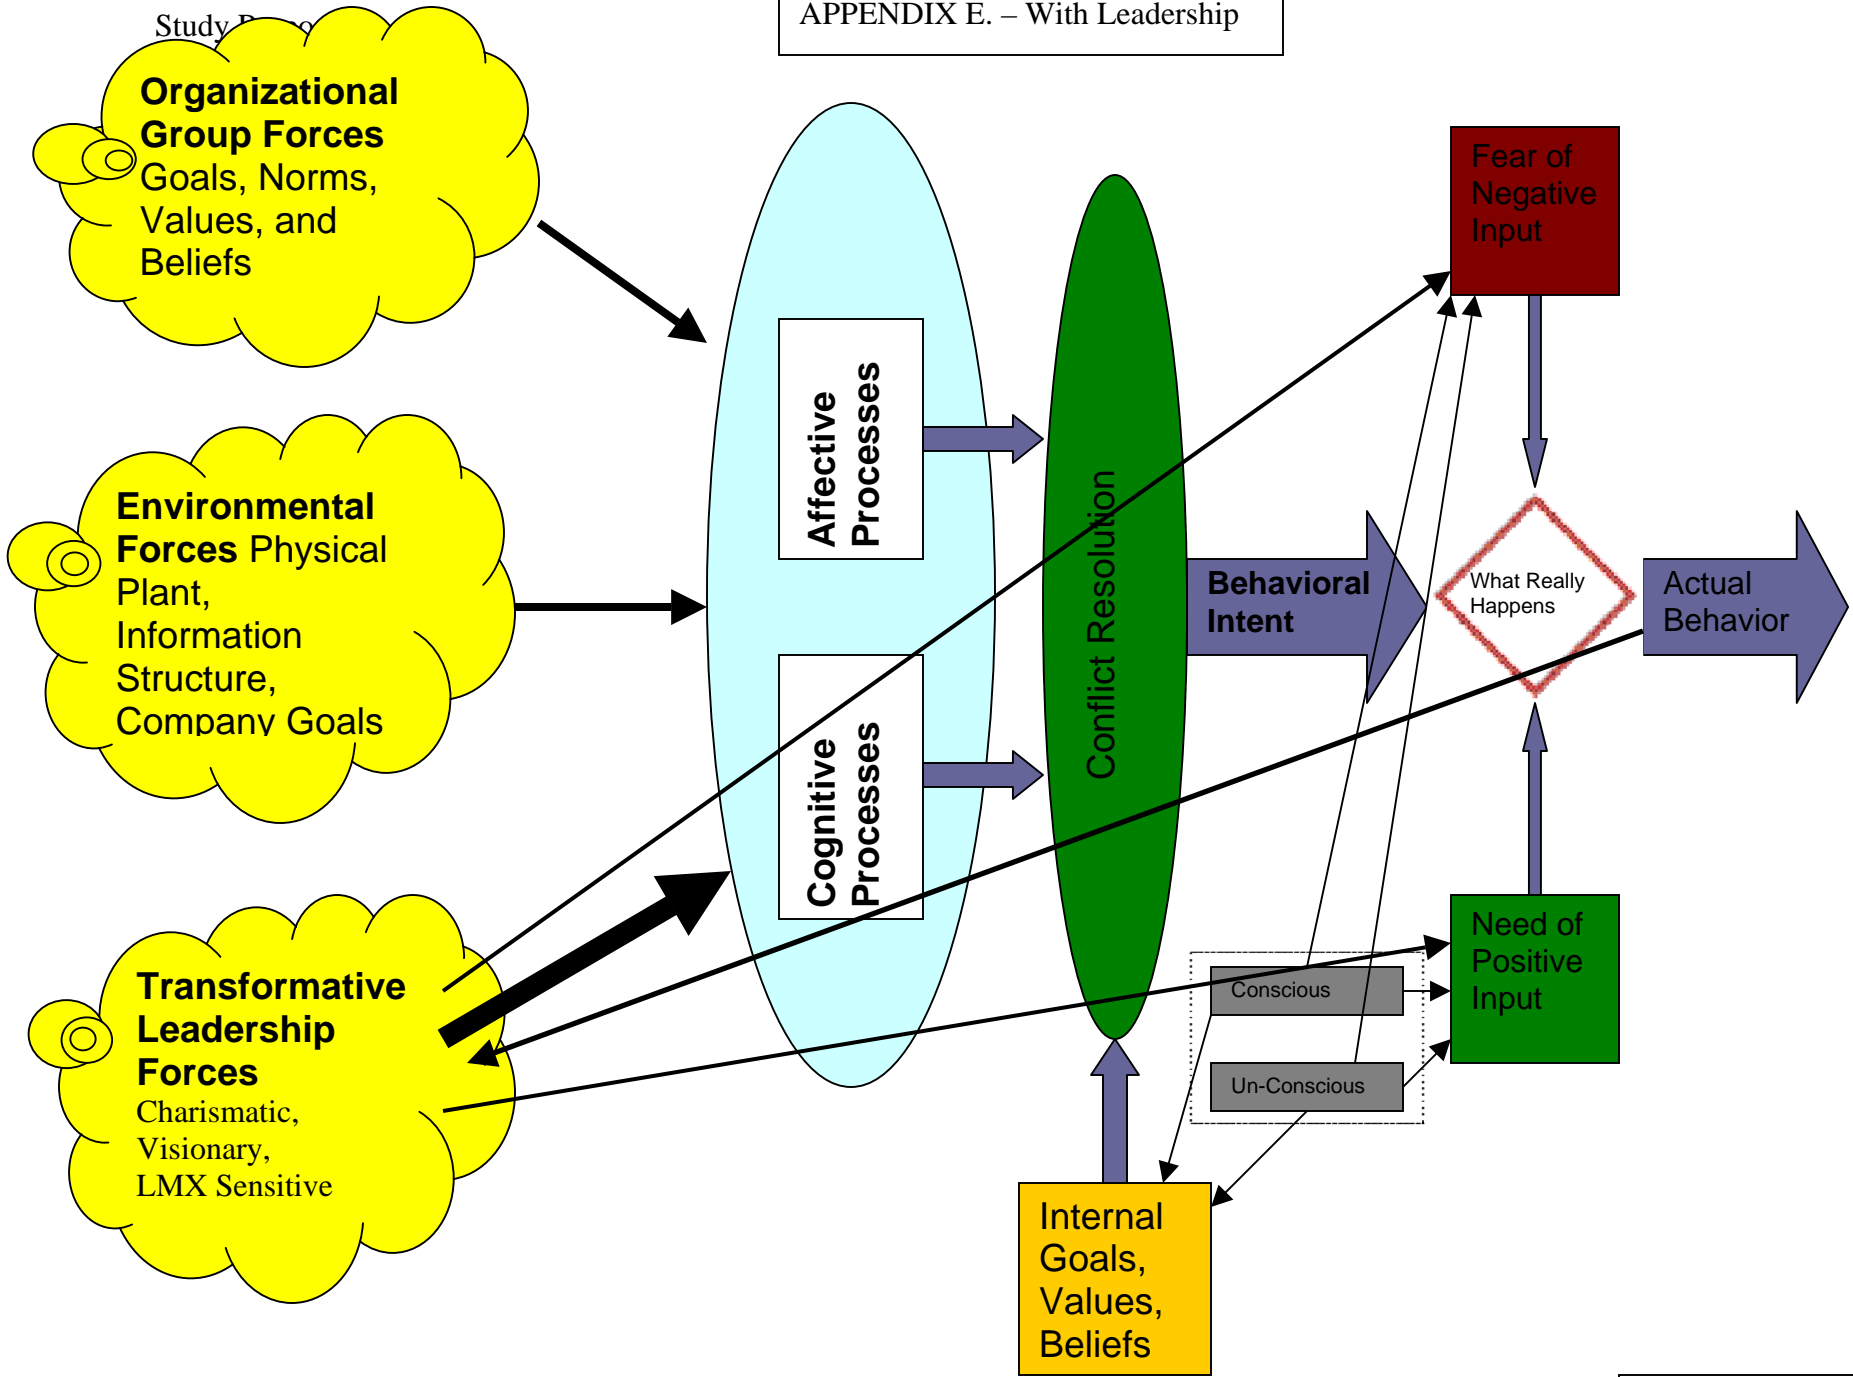 Study
APPENDIX E. – With Leadership
Organizational
Group Forces
Goals, Norms,
Values, and
Beliefs
Environmental
Forces Physical
Plant,
Information
Structure,
Company Goals
Transformative
Leadership
Forces
Charismatic,
Visionary,
LMX Sensitive
Affective
Processes
Cognitive
Processes
Conflict Resolution
Behavioral
Intent
Fear of
Negative
Input
What Really
Happens
Actual
Behavior
Need of
Positive
Input
Conscious
Un-Conscious
Internal
Goals,
Values,
Beliefs